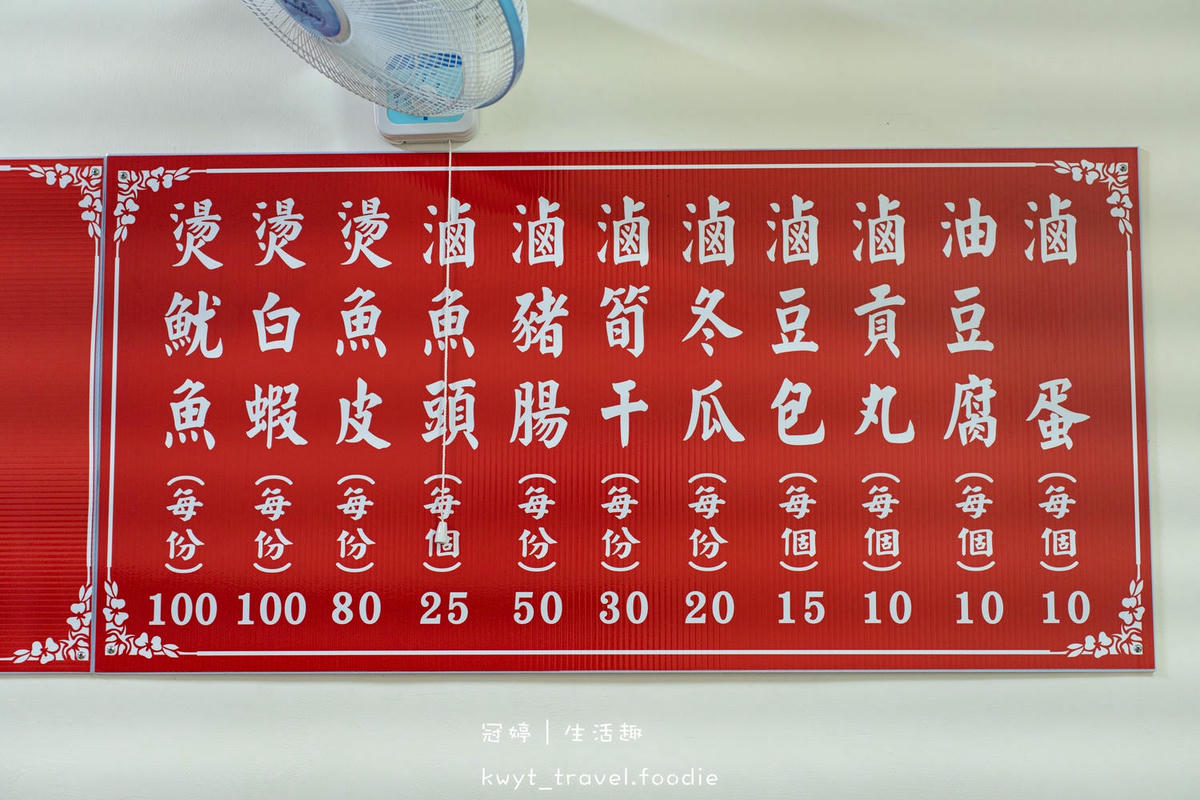 滷蛋(每個)10
油豆腐(每個)10
滷貢丸(每個)10
滷豆包(每個)15
滷冬瓜(每份)20
滷筍干(每份)30
滷豬腸(每份)50
滷魚頭(每個)25
燙魚皮(每份)80
燙白蝦(每份)100
燙魷魚(每份)100
冠婷｜生活趣
kwyt_travel.foodie